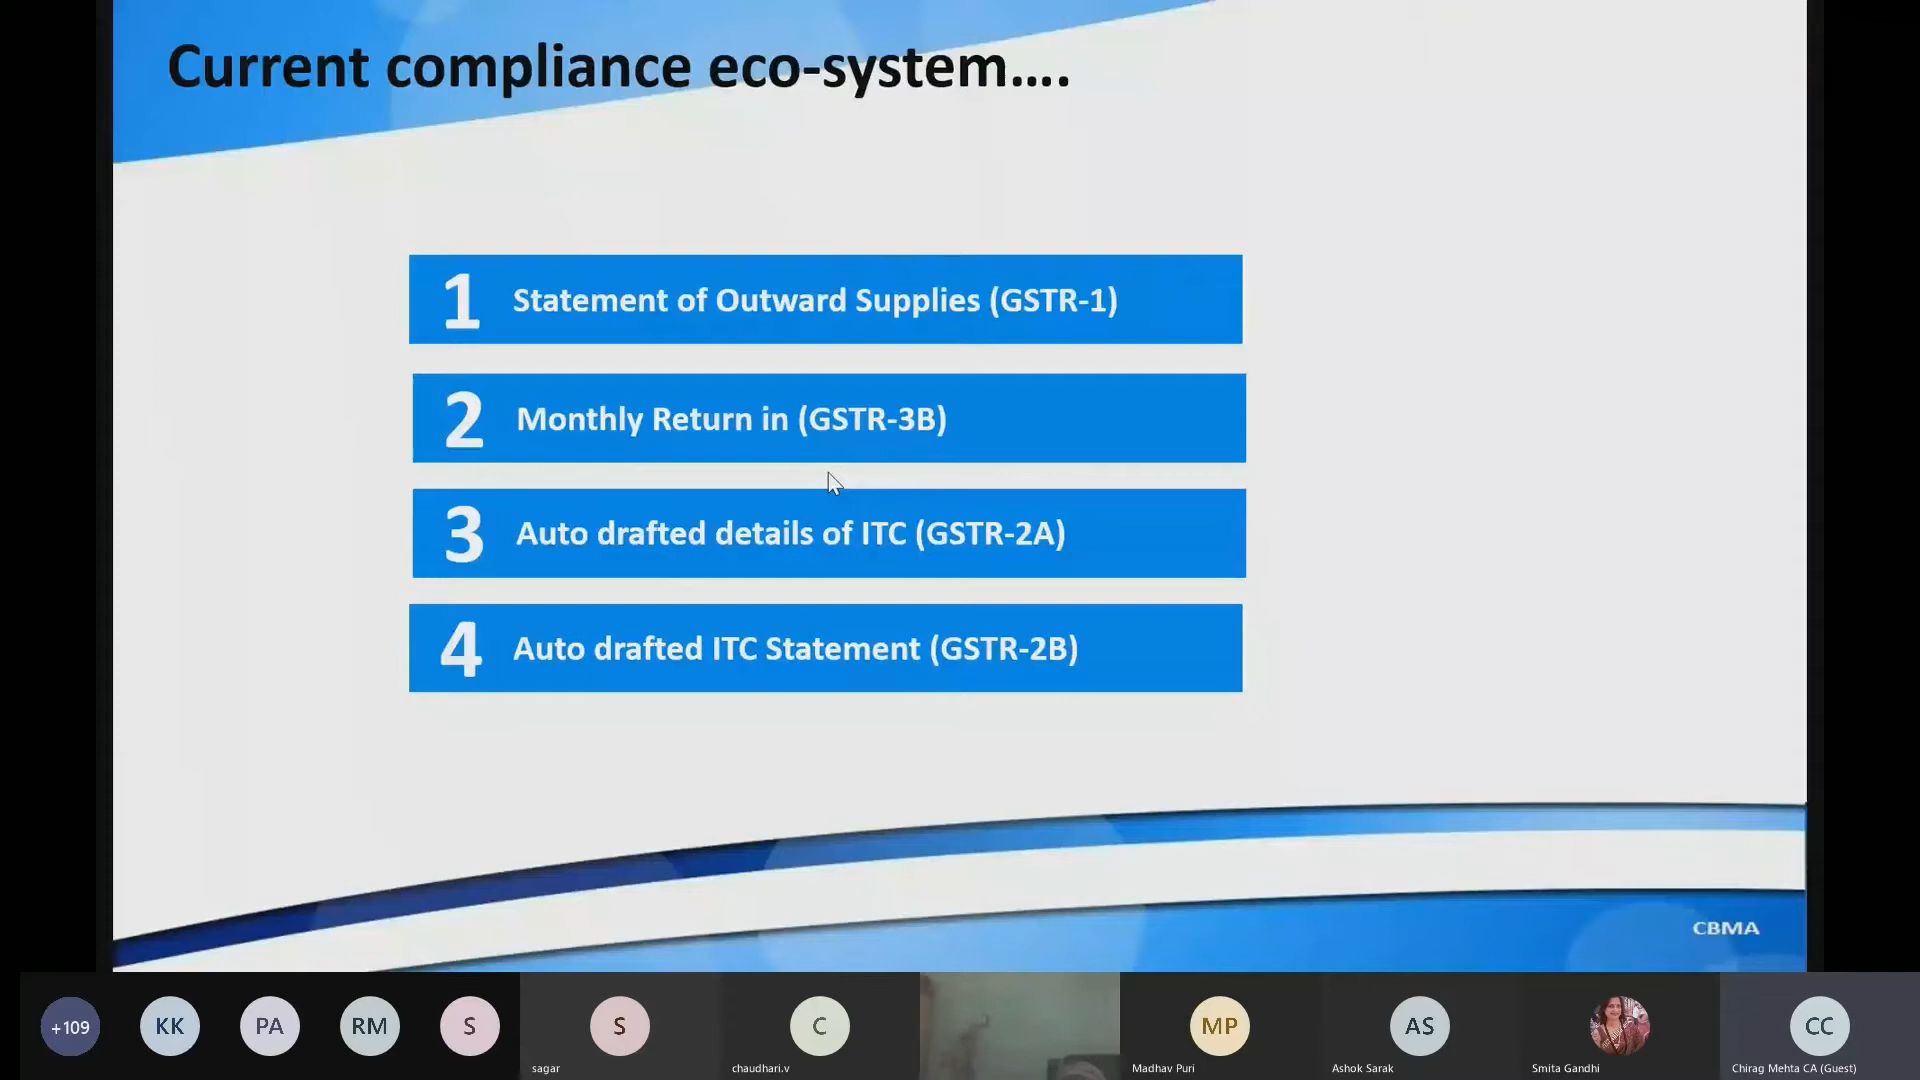 Current compliance eco-system....
1 Statement of Outward Supplies (GSTR-1)
2 Monthly Return in (GSTR-3B)
3 Auto drafted details of ITC (GSTR-2A)
4 Auto drafted ITC Statement (GSTR-2B)
CBMA
+109
KK
PA
RM
S
S
C
MP
AS
CC
sagar
chaudhari.v
Madhav Puri
Ashok Sarak
Smita Gandhi
Chirag Mehta CA (Guest)